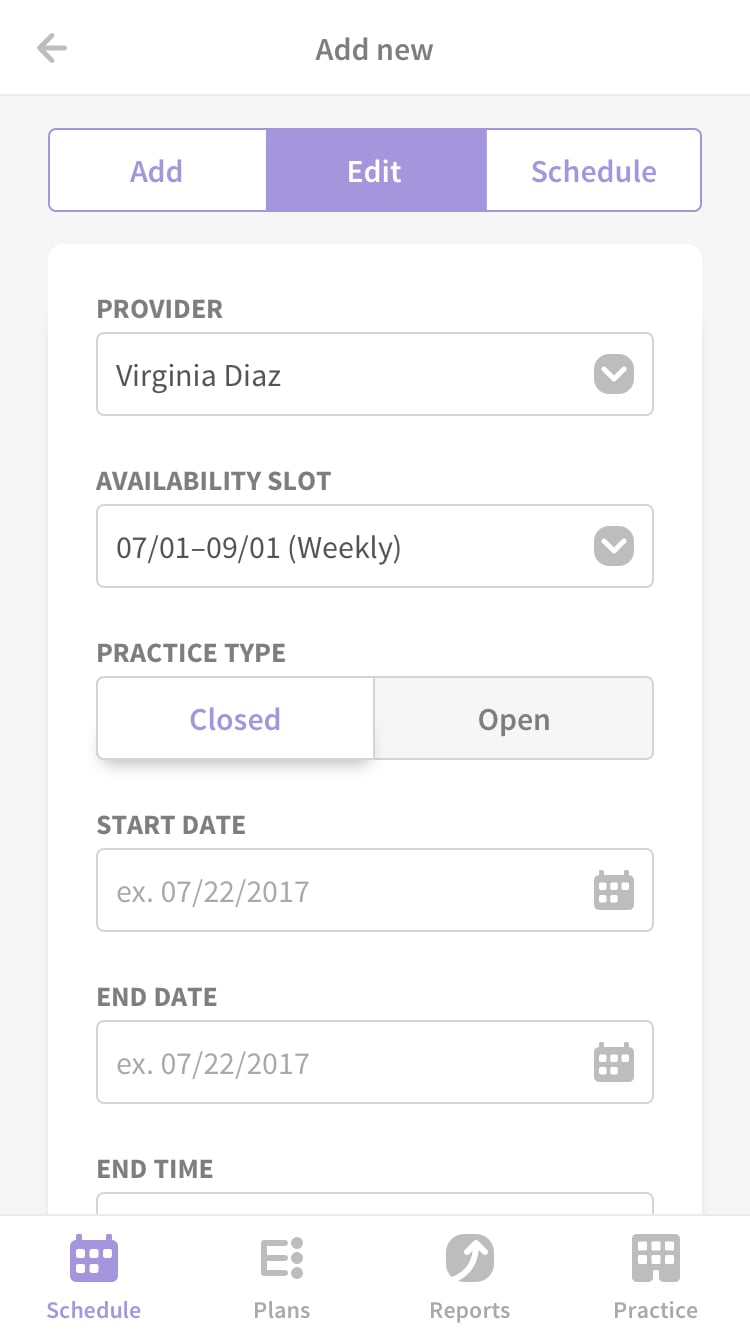 Add new
Add Edit Schedule
PROVIDER
Virginia Diaz
AVAILABILITY SLOT
07/01–09/01 (Weekly)
PRACTICE TYPE
Closed Open
START DATE
ex. 07/22/2017
END DATE
ex. 07/22/2017
END TIME
Schedule Plans Reports Practice